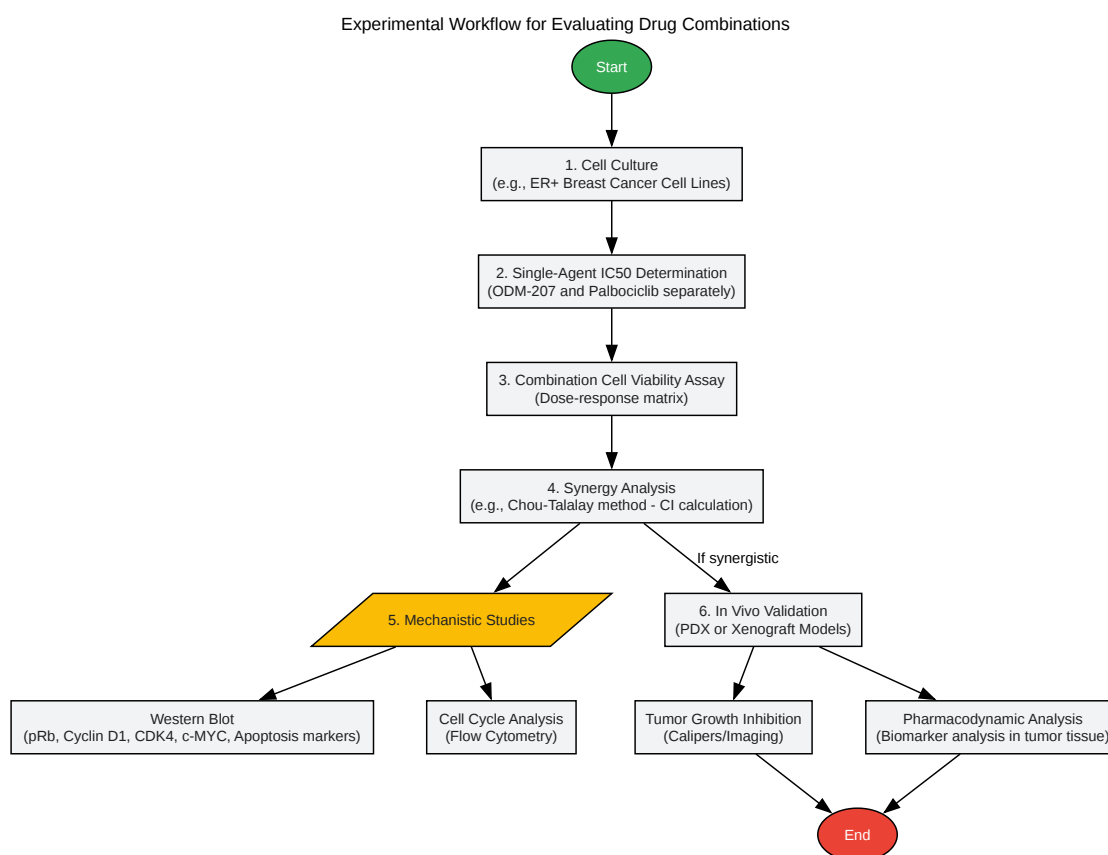 Experimental Workflow for Evaluating Drug Combinations
Start
1. Cell Culture
(e.g., ER+ Breast Cancer Cell Lines)
2. Single-Agent IC50 Determination
(ODM-207 and Palbociclib separately)
3. Combination Cell Viability Assay
(Dose-response matrix)
4. Synergy Analysis
(e.g., Chou-Talalay method - CI calculation)
If synergistic
5. Mechanistic Studies
6. In Vivo Validation
(PDX or Xenograft Models)
Western Blot
(pRb, Cyclin D1, CDK4, c-MYC, Apoptosis markers)
Cell Cycle Analysis
(Flow Cytometry)
Tumor Growth Inhibition
(Calipers/Imaging)
Pharmacodynamic Analysis
(Biomarker analysis in tumor tissue)
End